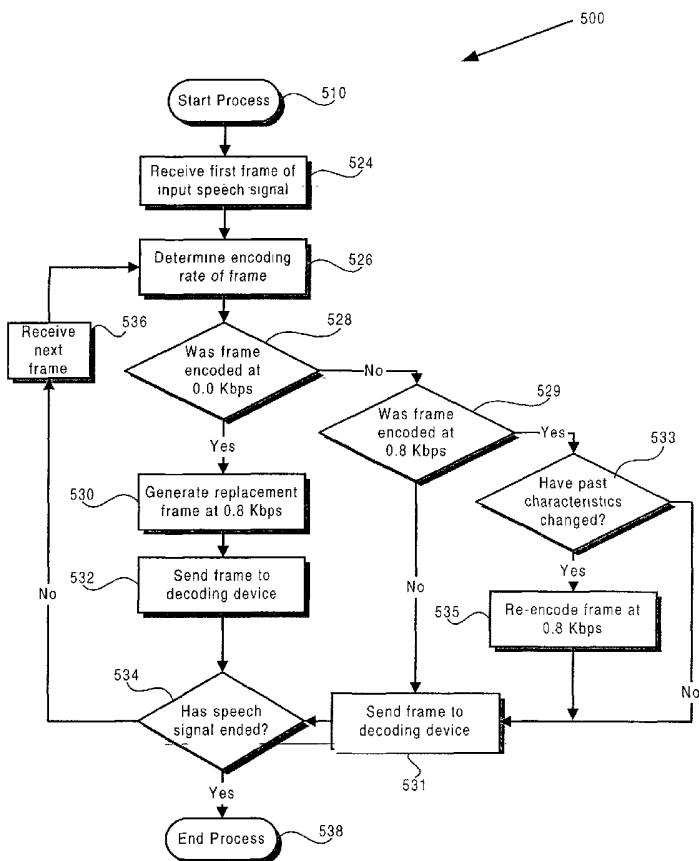 500
Start Process
510
Receive first frame of
input speech signal
524
Determine encoding
rate of frame
526
536
Receive
next
frame
528
Was frame
encoded at
0.0 Kbps
No
529
Was frame
encoded at
0.8 Kbps
Yes
533
Have past
characteristics
changed?
Yes
530
Generate replacement
frame at 0.8 Kbps
532
Send frame to
decoding device
No
No
Yes
535
Re-encode frame at
0.8 Kbps
No
534
Has speech
signal ended?
Send frame to
decoding device
531
Yes
End Process
538